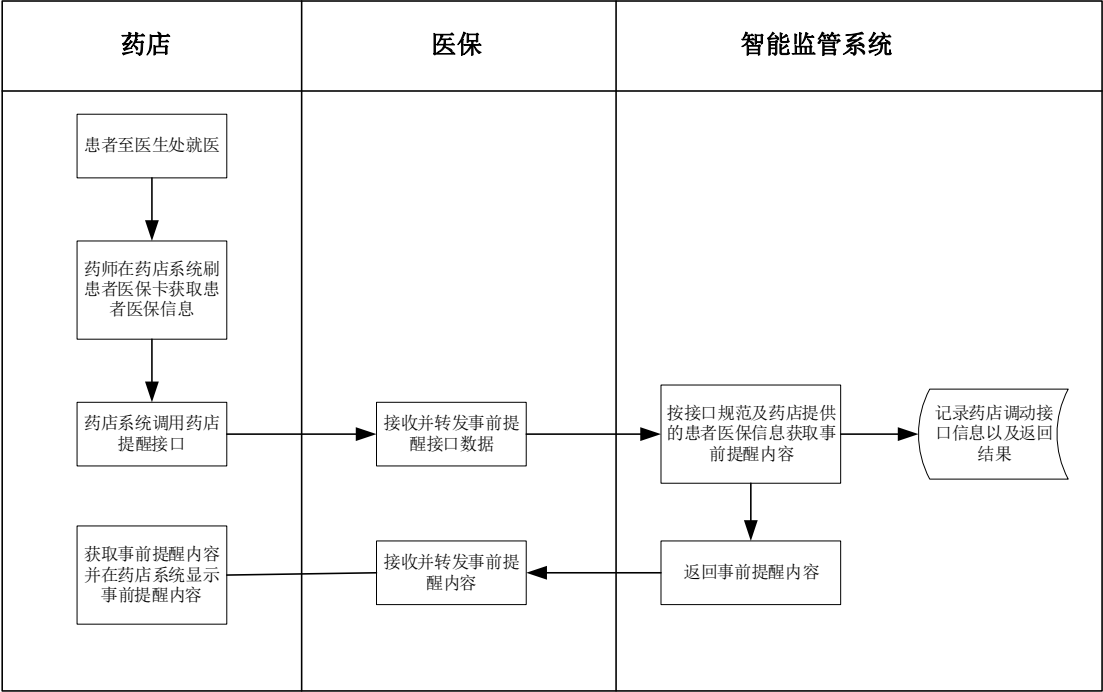 药店
医保
智能监管系统
患者至医生处就医
药师在药店系统刷
患者医保卡获取患
者医保信息
药店系统调用药店
提醒接口
接收并转发事前提
醒接口数据
按接口规范及药店提供
的患者医保信息获取事
前提醒内容
记录药店调动接
口信息以及返回
结果
获取事前提醒内容
并在药店系统显示
事前提醒内容
接收并转发事前提
醒内容
返回事前提醒内容